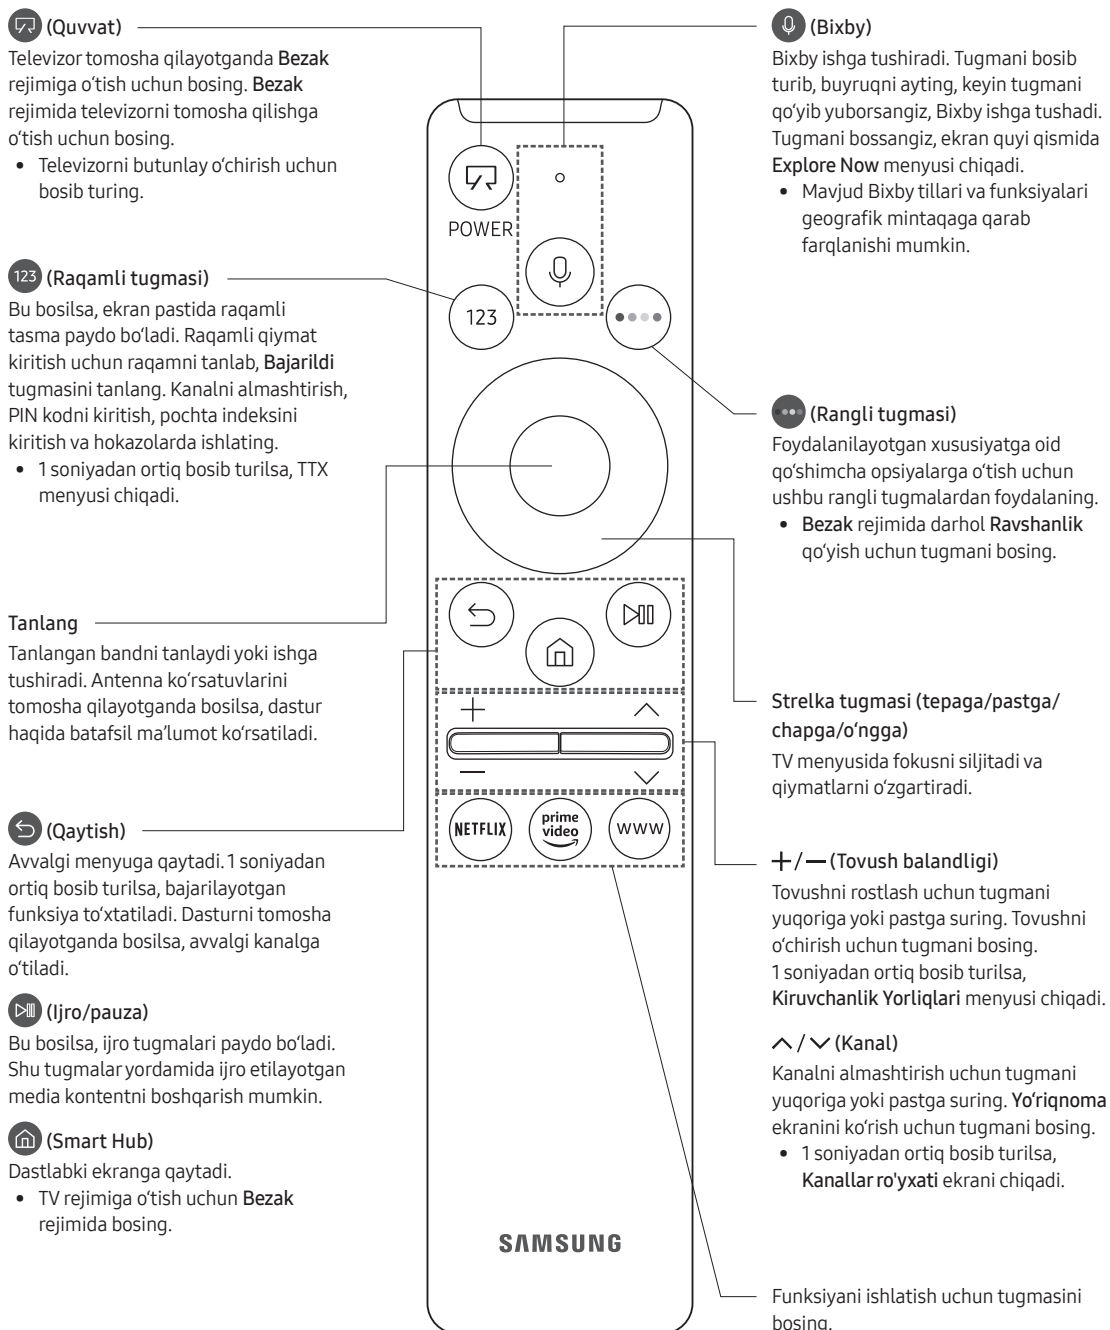 (Quvvat)
Televizor tomosha qilayotganda Bezak
rejimiga o‘tish uchun bosing. Bezak
rejimida televizorni tomosha qilishga
o‘tish uchun bosing.
• Televizorni butunlay o‘chirish uchun
bosib turing.
123 (Raqamli tugmasi)
Bu bosilsa, ekran pastida raqamli
tasma paydo bo‘ladi. Raqamli qiymat
kiritish uchun raqamni tanlab, Bajarildi
tugmasini tanlang. Kanalni almashtirish,
PIN kodni kiritish, pochta indeksini
kiritish va hokazolarda ishlating.
• 1 soniyadan ortiq bosib turilsa, TTX
menyusi chiqadi.
Tanlang
Tanlangan bandni tanlaydi yoki ishga
tushiradi. Antenna ko‘rsatuvlarini
tomosha qilayotganda bosilsa, dastur
haqida batafsil ma’lumot ko‘rsatiladi.
(Qaytish)
Avvalgi menyuga qaytadi. 1 soniyadan
ortiq bosib turilsa, bajarilayotgan
funksiya to‘xtatiladi. Dasturni tomosha
qilayotganda bosilsa, avvalgi kanalga
o‘tiladi.
(Ijro/pauza)
Bu bosilsa, ijro tugmalari paydo bo‘ladi.
Shu tugmalar yordamida ijro etilayotgan
media kontentni boshqarish mumkin.
(Smart Hub)
Dastlabki ekranga qaytadi.
• TV rejimiga o‘tish uchun Bezak
rejimida bosing.
POWER
123
NETFLIX
prime
video
www
SAMSUNG
(Bixby)
Bixby ishga tushiradi. Tugmani bosib
turib, buyruqni ayting, keyin tugmani
qo‘yib yuborsangiz, Bixby ishga tushadi.
Tugmani bossangiz, ekran quyi qismida
Explore Now menyusi chiqadi.
• Mavjud Bixby tillari va funksiyalari
geografik mintaqaga qarab
farqlanishi mumkin.
(Rangli tugmasi)
Foydalanilayotgan xususiyatga oid
qo‘shimcha opsiyalarga o‘tish uchun
ushbu rangli tugmalardan foydalaning.
• Bezak rejimida darhol Ravshanlik
qo‘yish uchun tugmani bosing.
Strelka tugmasi (tepaga/pastga/
chapga/o‘ngga)
TV menyusida fokusni siljitadi va
qiymatlarni o‘zgartiradi.
+/— (Tovush balandligi)
Tovushni rostlash uchun tugmani
yuqoriga yoki pastga suring. Tovushni
o‘chirish uchun tugmani bosing.
1 soniyadan ortiq bosib turilsa,
Kiruvchanlik Yorliqlari menyusi chiqadi.
/ (Kanal)
Kanalni almashtirish uchun tugmani
yuqoriga yoki pastga suring. Yo‘riqnoma
ekranini ko‘rish uchun tugmani bosing.
• 1 soniyadan ortiq bosib turilsa,
Kanallar ro'yxati ekrani chiqadi.
Funksiyani ishlatish uchun tugmasini
bosing.